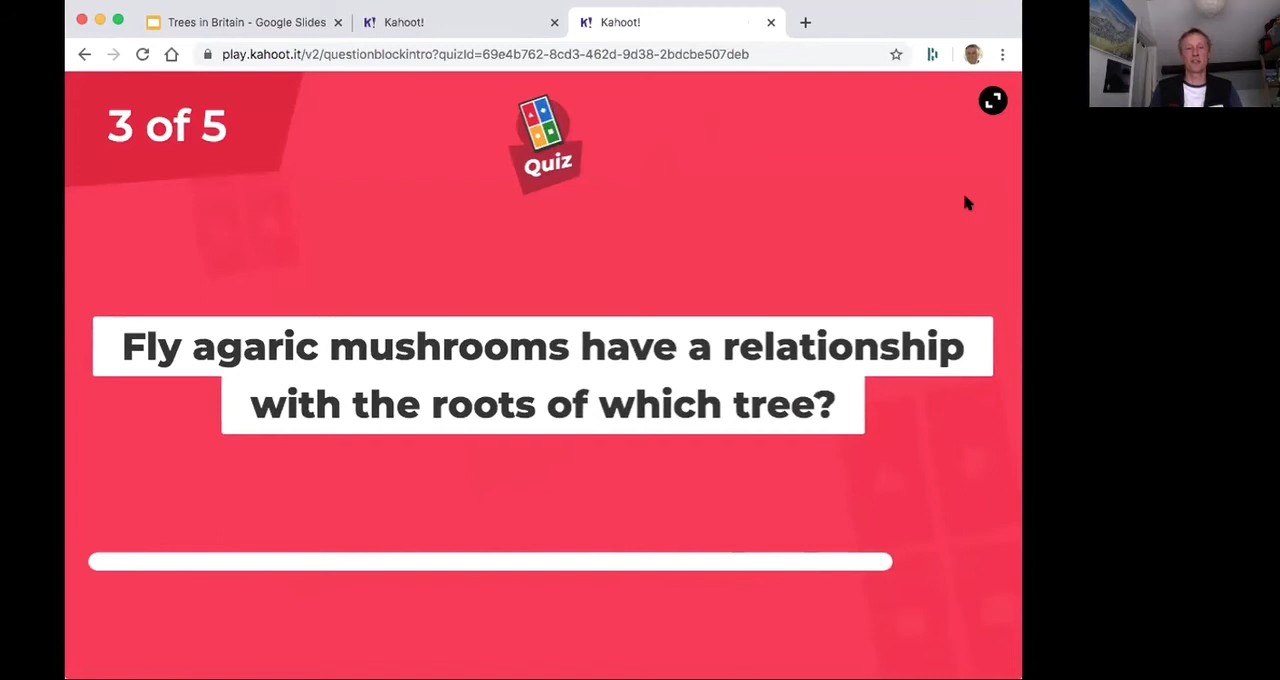 Trees in Britain - Google Slides
Kahoot!
Kahoot!
play.kahoot.it/v2/questionblockintro?quizId=69e4b762-8cd3-462d-9d38-2bdcbe507deb
3 of 5
Quiz
Fly agaric mushrooms have a relationship
with the roots of which tree?